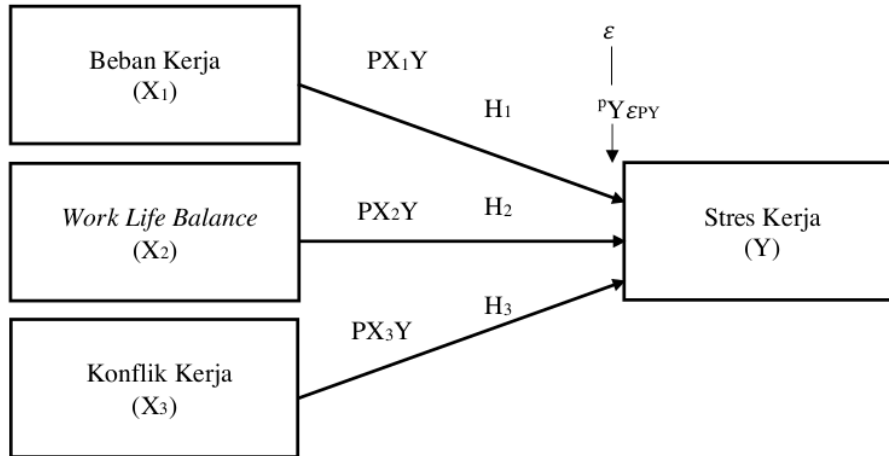 Beban Kerja
(X₁)
PX₁Y
H₁
ε
ᵖYεPY
Work Life Balance
(X₂)
PX₂Y
H₂
Stres Kerja
(Y)
Konflik Kerja
(X₃)
PX₃Y
H₃